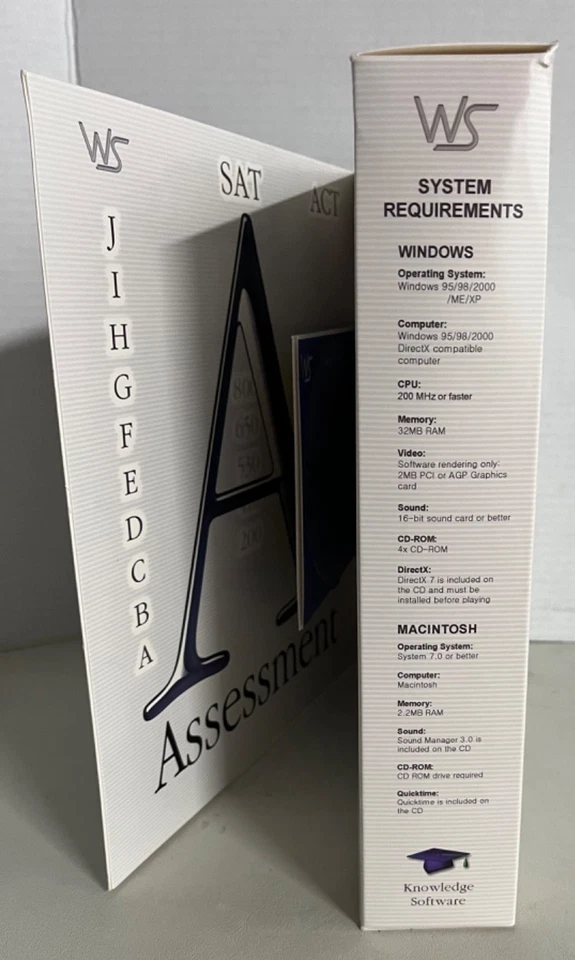 WS
SAT
ACT
J
I
H
G
F
E
D
C
B
A
800
650
550
200
Assessment
WS
WS
SYSTEM
REQUIREMENTS
WINDOWS
Operating System:
Windows 95/98/2000
/ME/XP
Computer:
Windows 95/98/2000
DirectX compatible
computer
CPU:
200 MHz or faster
Memory:
32MB RAM
Video:
Software rendering only:
2MB PCI or AGP Graphics
card
Sound:
16-bit sound card or better
CD-ROM:
4x CD-ROM
DirectX:
DirectX 7 is included on
the CD and must be
installed before playing
MACINTOSH
Operating System:
System 7.0 or better
Computer:
Macintosh
Memory:
2.2MB RAM
Sound:
Sound Manager 3.0 is
included on the CD
CD-ROM:
CD ROM drive required
Quicktime:
Quicktime is included on
the CD
Knowledge
Software